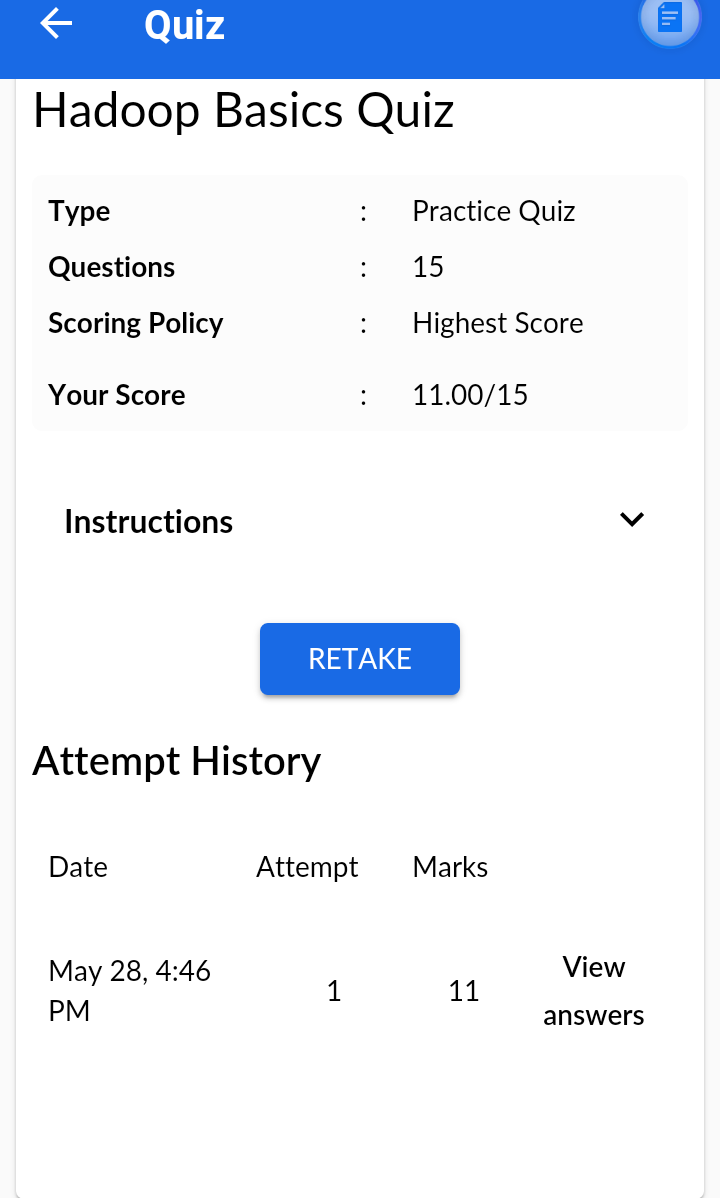 Quiz
Hadoop Basics Quiz
Type : Practice Quiz
Questions : 15
Scoring Policy : Highest Score
Your Score : 11.00/15
Instructions
RETAKE
Attempt History
Date Attempt Marks
May 28, 4:46 PM 1 11 View answers